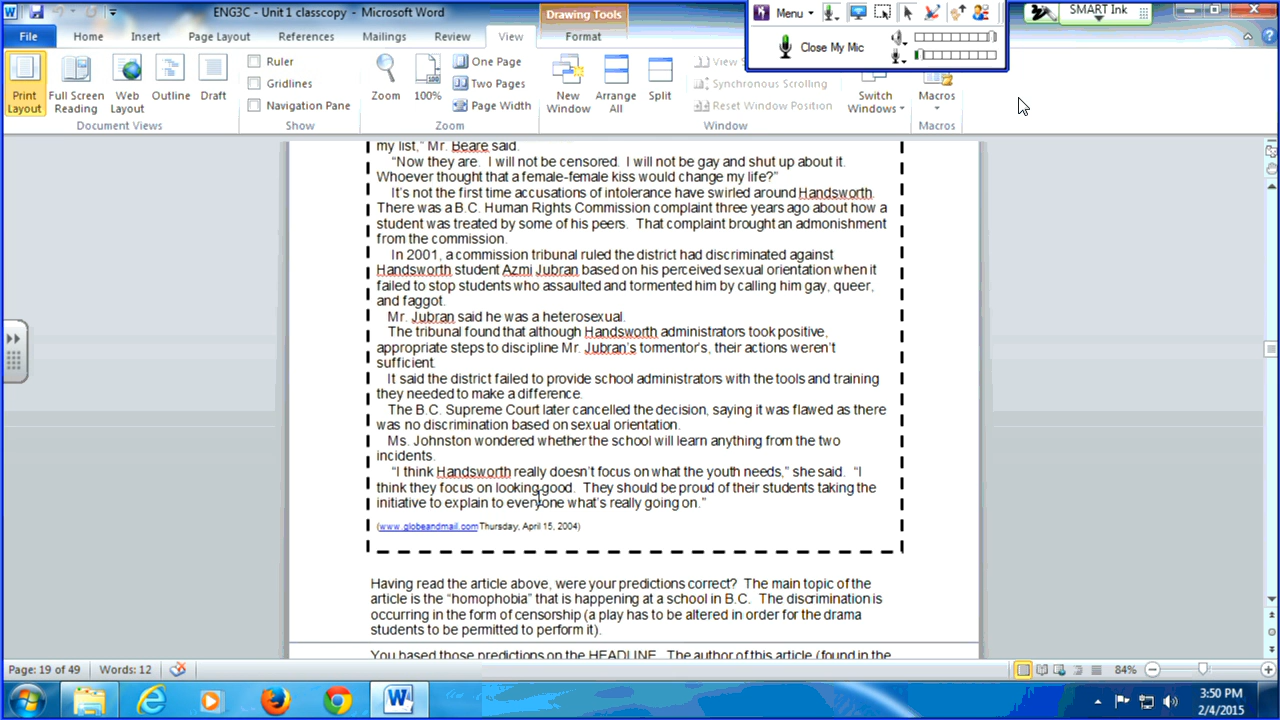 ENG3C - Unit 1 classcopy - Microsoft Word
Drawing Tools
Menu
SMART Ink
File Home Insert Page Layout References Mailings Review View Format
Close My Mic
Print Layout
Full Screen Reading
Web Layout
Outline
Draft
Document Views
Ruler
Gridlines
Navigation Pane
Show
Zoom
100%
One Page
Two Pages
Page Width
Zoom
New Window
Arrange All
Split
View S
Synchronous Scrolling
Reset Window Position
Window
Switch Windows
Macros
Macros
my list," Mr. Beare said.
"Now they are. I will not be censored. I will not be gay and shut up about it.
Whoever thought that a female-female kiss would change my life?"
It's not the first time accusations of intolerance have swirled around Handsworth.
There was a B.C. Human Rights Commission complaint three years ago about how a
student was treated by some of his peers. That complaint brought an admonishment
from the commission.
In 2001, a commission tribunal ruled the district had discriminated against
Handsworth student Azmi Jubran based on his perceived sexual orientation when it
failed to stop students who assaulted and tormented him by calling him gay, queer,
and faggot.
Mr. Jubran said he was a heterosexual.
The tribunal found that although Handsworth administrators took positive,
appropriate steps to discipline Mr. Jubran's tormentor's, their actions weren't
sufficient.
It said the district failed to provide school administrators with the tools and training
they needed to make a difference.
The B.C. Supreme Court later cancelled the decision, saying it was flawed as there
was no discrimination based on sexual orientation.
Ms. Johnston wondered whether the school will learn anything from the two
incidents.
"I think Handsworth really doesn't focus on what the youth needs," she said. "I
think they focus on looking good. They should be proud of their students taking the
initiative to explain to everyone what's really going on."
(www.globeandmail.com Thursday, April 15, 2004)
Having read the article above, were your predictions correct? The main topic of the
article is the "homophobia" that is happening at a school in B.C. The discrimination is
occurring in the form of censorship (a play has to be altered in order for the drama
students to be permitted to perform it).
You based those predictions on the HEADLINE. The author of this article (found in the
Page: 19 of 49 Words: 12 84%
3:50 PM
2/4/2015